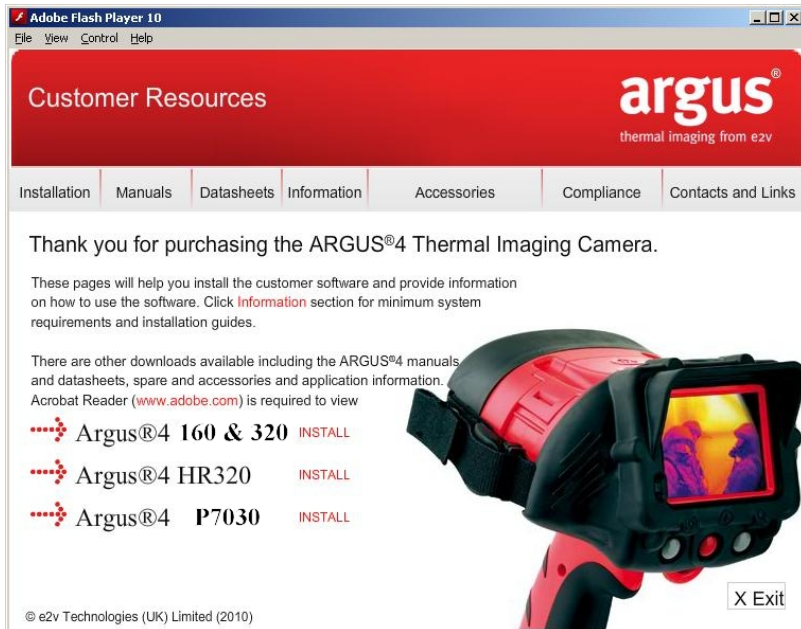 Adobe Flash Player 10
File View Control Help
Customer Resources
argus®
thermal imaging from e2v
Installation Manuals Datasheets Information Accessories Compliance Contacts and Links
Thank you for purchasing the ARGUS®4 Thermal Imaging Camera.
These pages will help you install the customer software and provide information
on how to use the software. Click Information section for minimum system
requirements and installation guides.
There are other downloads available including the ARGUS®4 manuals
and datasheets, spare and accessories and application information.
Acrobat Reader (www.adobe.com) is required to view
Argus®4 160 & 320 INSTALL
Argus®4 HR320 INSTALL
Argus®4 P7030 INSTALL
X Exit
© e2v Technologies (UK) Limited (2010)